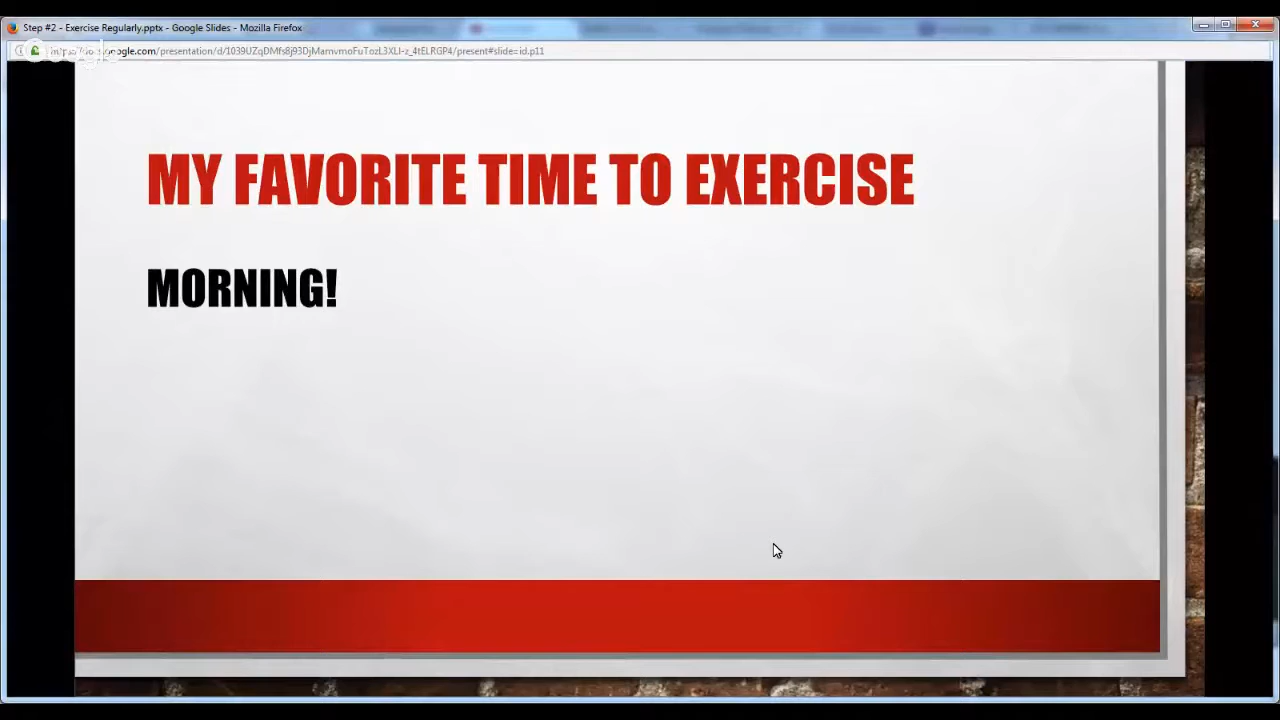 Step #2 - Exercise Regularly.pptx - Google Slides - Mozilla Firefox
MY FAVORITE TIME TO EXERCISE
MORNING!